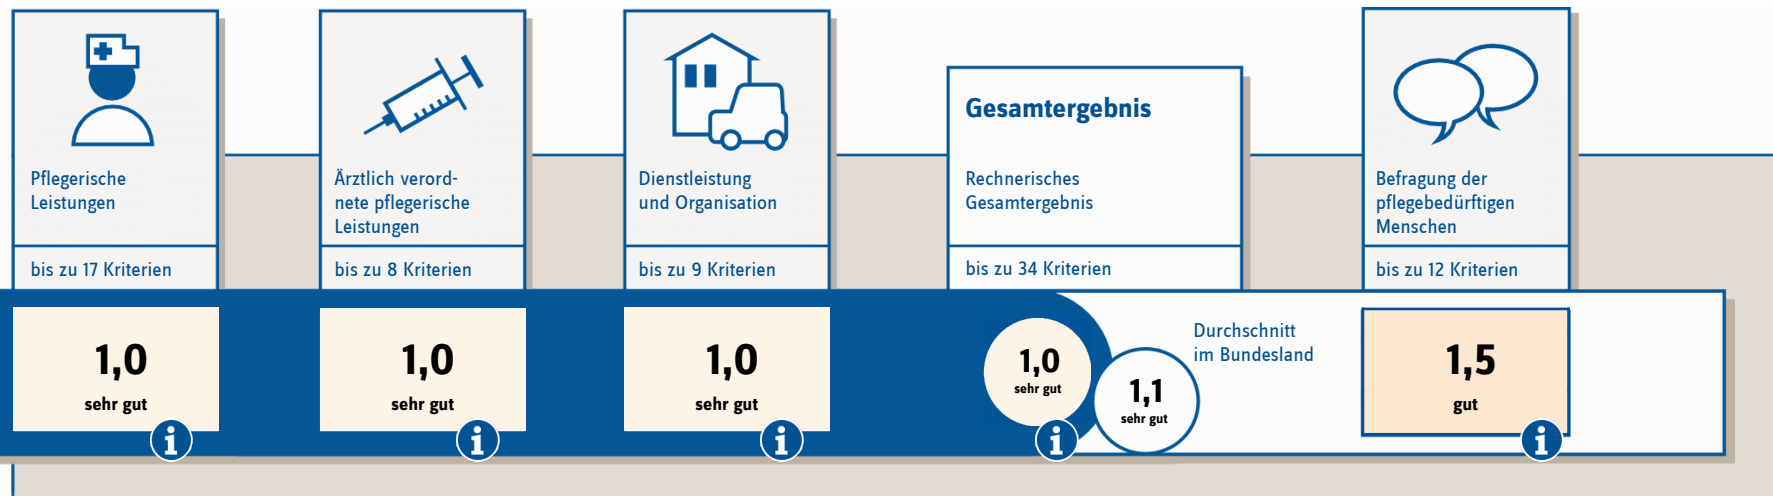 Pflegerische
Leistungen
bis zu 17 Kriterien
1,0
sehr gut
i
Ärztlich verord-
nete pflegerische
Leistungen
bis zu 8 Kriterien
1,0
sehr gut
i
Dienstleistung
und Organisation
bis zu 9 Kriterien
1,0
sehr gut
i
Gesamtergebnis
Rechnerisches
Gesamtergebnis
bis zu 34 Kriterien
1,0
sehr gut
i
1,1
sehr gut
Durchschnitt
im Bundesland
Befragung der
pflegebedürftigen
Menschen
bis zu 12 Kriterien
1,5
gut
i